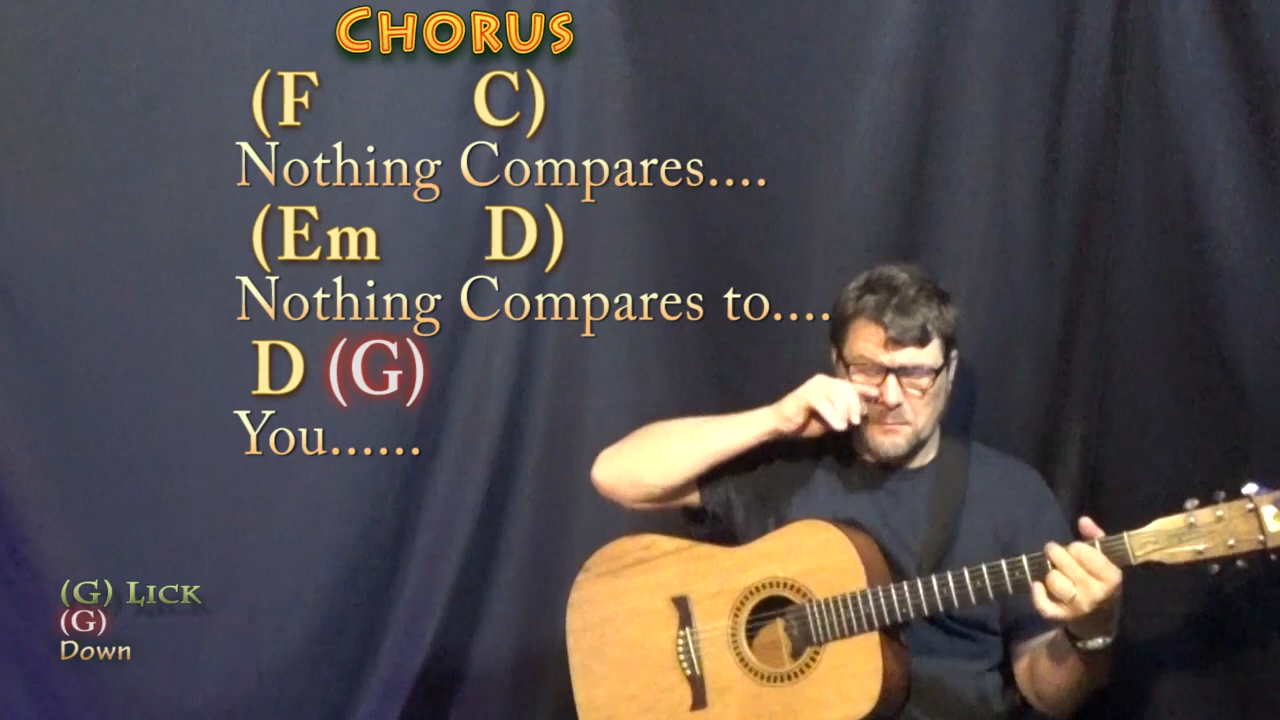 CHORUS
(F C)
Nothing Compares....
(Em D)
Nothing Compares to....
D (G)
You......
(G) LICK
(G)
Down